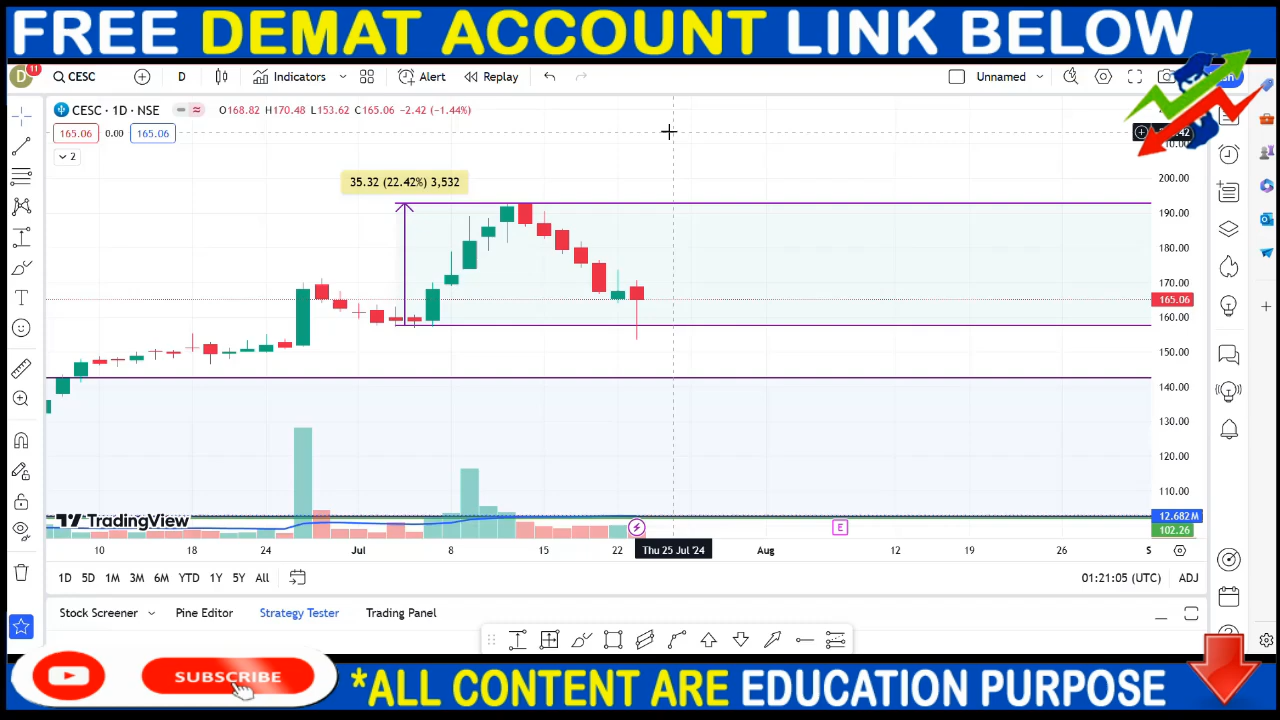 FREE DEMAT ACCOUNT LINK BELOW
D 11 CESC D Indicators Alert Replay Unnamed
CESC · 1D · NSE O168.82 H170.48 L153.62 C165.06 −2.42 (−1.44%)
165.06 0.00 165.06
2
35.32 (22.42%) 3,532
200.00
190.00
180.00
170.00
165.06
160.00
150.00
140.00
130.00
120.00
110.00
12.682M
102.26
TradingView
E
10 18 24 Jul 8 15 22 Thu 25 Jul '24 Aug 12 19 26 5
1D 5D 1M 3M 6M YTD 1Y 5Y All 01:21:05 (UTC) ADJ
Stock Screener Pine Editor Strategy Tester Trading Panel
SUBSCRIBE
*ALL CONTENT ARE EDUCATION PURPOSE